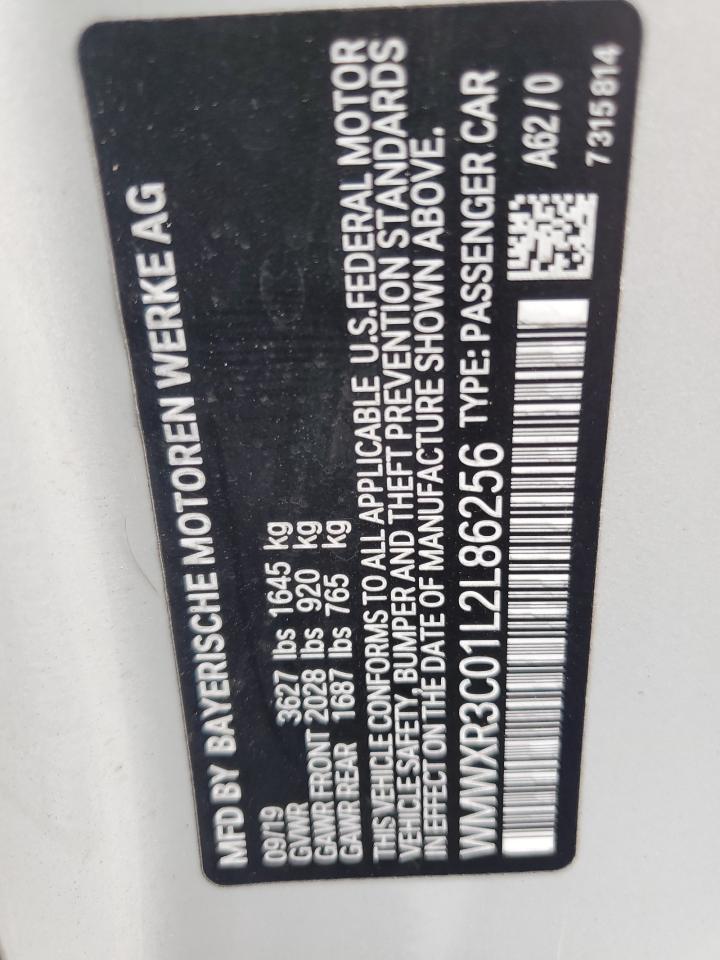 MFD BY BAYERISCHE MOTOREN WERKE AG
09/19
GVWR 3627 lbs 1645 kg
GAWR FRONT 2028 lbs 920 kg
GAWR REAR 1687 lbs 765 kg
THIS VEHICLE CONFORMS TO ALL APPLICABLE U.S.FEDERAL MOTOR
VEHICLE SAFETY, BUMPER AND THEFT PREVENTION STANDARDS
IN EFFECT ON THE DATE OF MANUFACTURE SHOWN ABOVE.
WMWXR3C01L2L86256 TYPE: PASSENGER CAR
A62/0
7 315 814